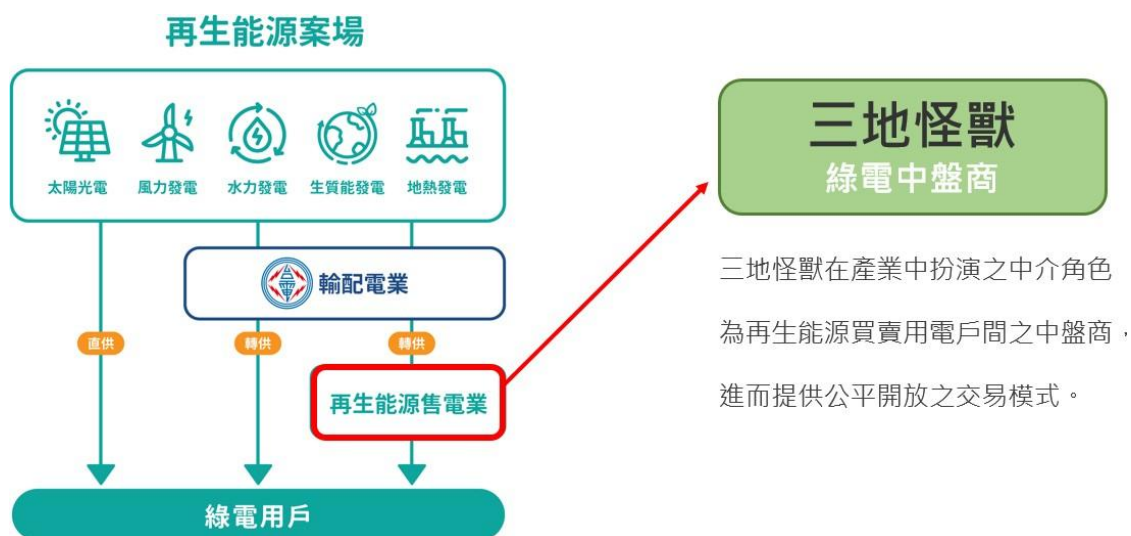 再生能源案場
太陽光電
風力發電
水力發電
生質能發電
地熱發電
輸配電業
直供
轉供
轉供
再生能源售電業
綠電用戶
三地怪獸
綠電中盤商
三地怪獸在產業中扮演之中介角色
為再生能源買賣用電戶間之中盤商，
進而提供公平開放之交易模式。